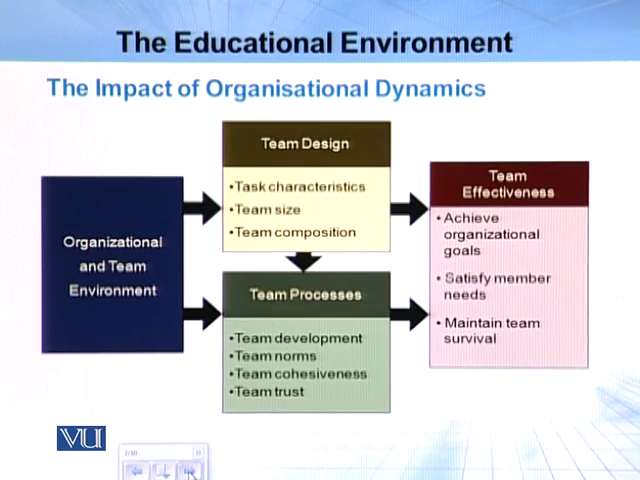 The Educational Environment
The Impact of Organisational Dynamics
Organizational
and Team
Environment
Team Design
•Task characteristics
•Team size
•Team composition
Team Processes
•Team development
•Team norms
•Team cohesiveness
•Team trust
Team
Effectiveness
• Achieve
organizational
goals
• Satisfy member
needs
• Maintain team
survival
VU